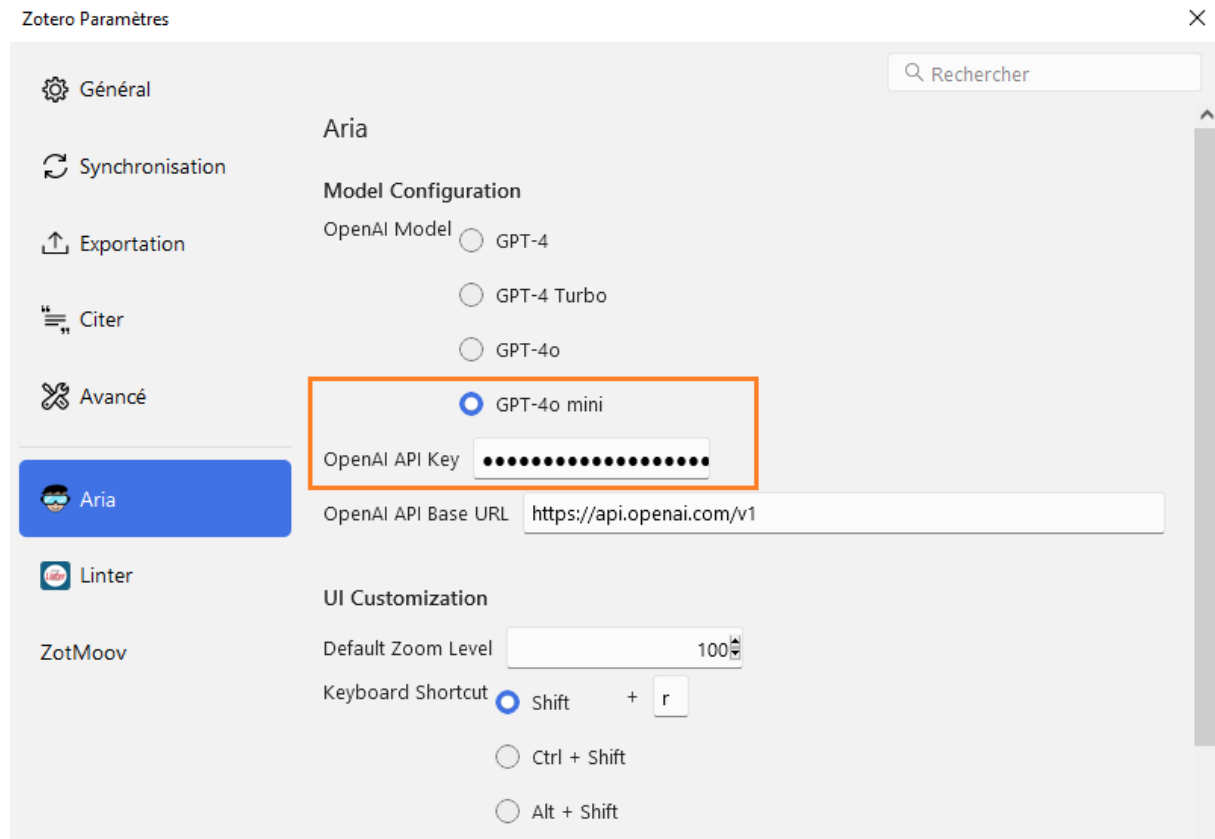 Zotero Paramètres
Rechercher
Général
Synchronisation
Exportation
Citer
Avancé
Aria
Linter
ZotMoov
Aria
Model Configuration
OpenAI Model
GPT-4
GPT-4 Turbo
GPT-4o
GPT-4o mini
OpenAI API Key ●●●●●●●●●●●●●●●●●●●
OpenAI API Base URL https://api.openai.com/v1
UI Customization
Default Zoom Level 100
Keyboard Shortcut
Shift + r
Ctrl + Shift
Alt + Shift